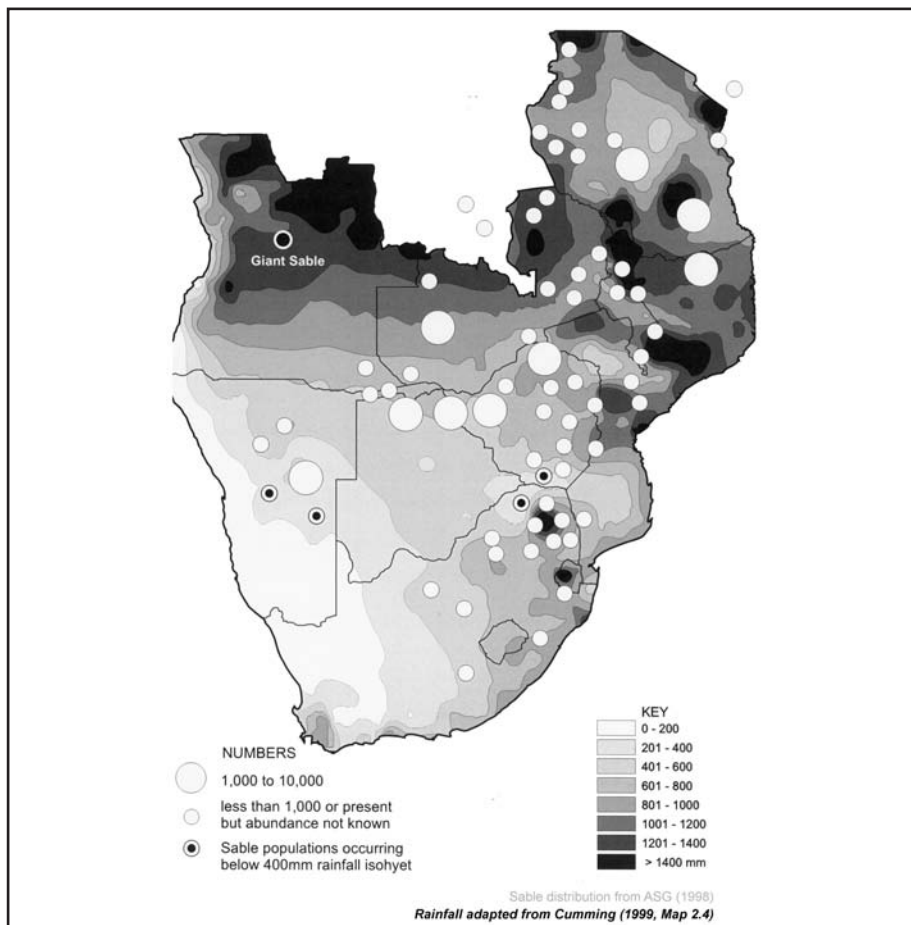 Giant Sable
NUMBERS
1,000 to 10,000
less than 1,000 or present
but abundance not known
Sable populations occurring
below 400mm rainfall isohyet
KEY
0 - 200
201 - 400
401 - 600
601 - 800
801 - 1000
1001 - 1200
1201 - 1400
> 1400 mm
Sable distribution from ASG (1998)
Rainfall adapted from Cumming (1999, Map 2.4)